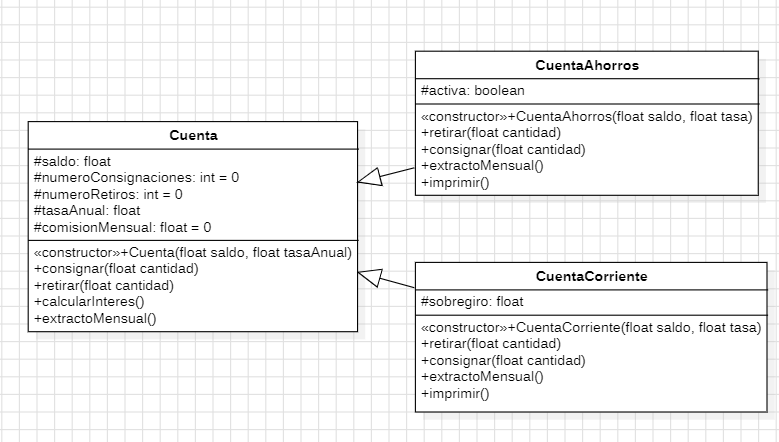 Cuenta
#saldo: float
#numeroConsignaciones: int = 0
#numeroRetiros: int = 0
#tasaAnual: float
#comisionMensual: float = 0
«constructor»+Cuenta(float saldo, float tasaAnual)
+consignar(float cantidad)
+retirar(float cantidad)
+calcularInteres()
+extractoMensual()
CuentaAhorros
#activa: boolean
«constructor»+CuentaAhorros(float saldo, float tasa)
+retirar(float cantidad)
+consignar(float cantidad)
+extractoMensual()
+imprimir()
CuentaCorriente
#sobregiro: float
«constructor»+CuentaCorriente(float saldo, float tasa)
+retirar(float cantidad)
+consignar(float cantidad)
+extractoMensual()
+imprimir()